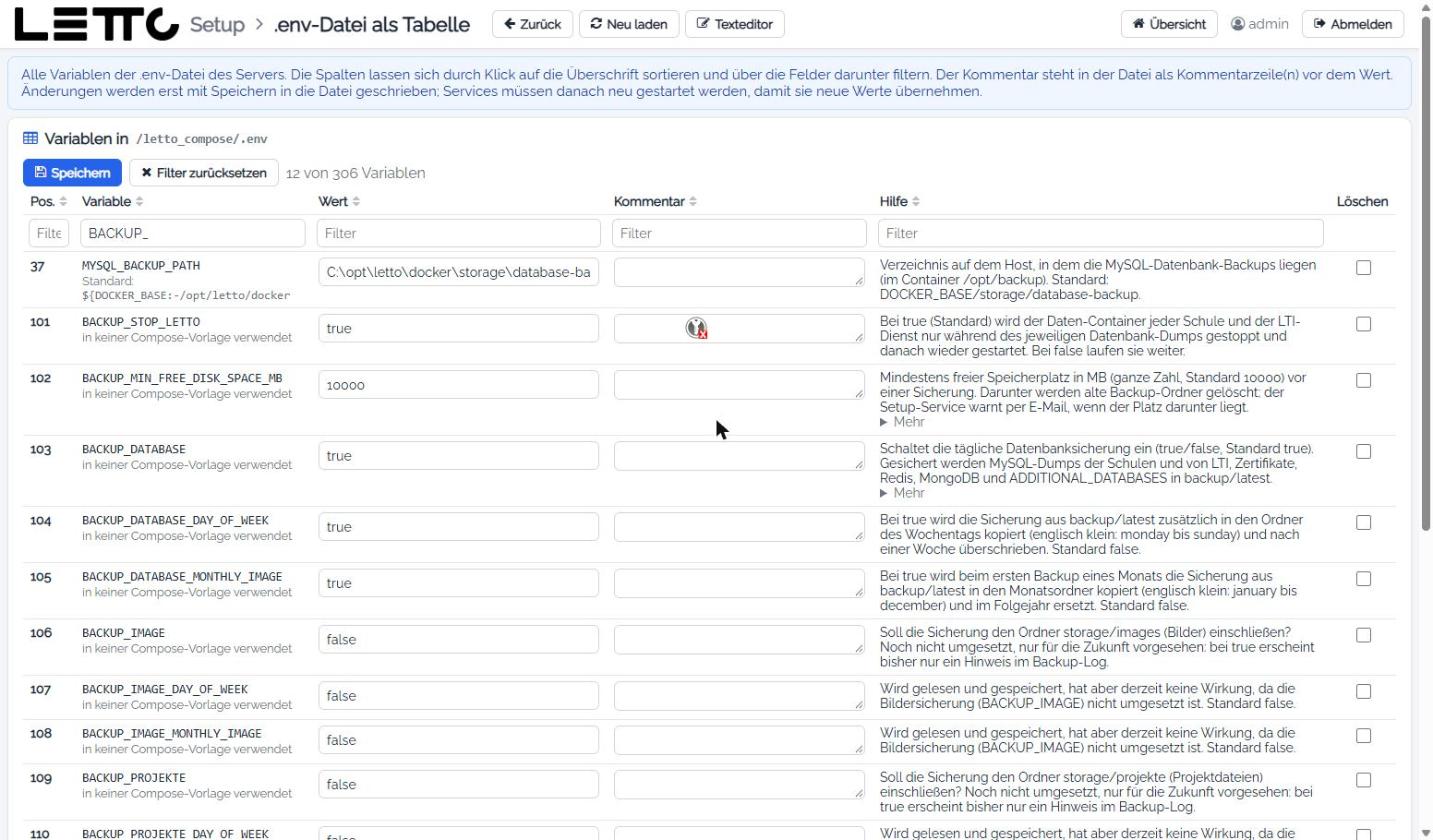 LETTO Setup > .env-Datei als Tabelle Zurück Neu laden Texteditor Übersicht admin Abmelden
Alle Variablen der .env-Datei des Servers. Die Spalten lassen sich durch Klick auf die Überschrift sortieren und über die Felder darunter filtern. Der Kommentar steht in der Datei als Kommentarzeile(n) vor dem Wert.
Änderungen werden erst mit Speichern in die Datei geschrieben; Services müssen danach neu gestartet werden, damit sie neue Werte übernehmen.
Variablen in /letto_compose/.env
Speichern Filter zurücksetzen 12 von 306 Variablen
Pos. Variable Wert Kommentar Hilfe Löschen
Filte BACKUP_ Filter Filter Filter
37 MYSQL_BACKUP_PATH C:\opt\letto\docker\storage\database-ba Verzeichnis auf dem Host, in dem die MySQL-Datenbank-Backups liegen
Standard: (im Container /opt/backup). Standard:
${DOCKER_BASE:-/opt/letto/docker DOCKER_BASE/storage/database-backup.
101 BACKUP_STOP_LETTO true Bei true (Standard) wird der Daten-Container jeder Schule und der LTI-
in keiner Compose-Vorlage verwendet Dienst nur während des jeweiligen Datenbank-Dumps gestoppt und
danach wieder gestartet. Bei false laufen sie weiter.
102 BACKUP_MIN_FREE_DISK_SPACE_MB 10000 Mindestens freier Speicherplatz in MB (ganze Zahl, Standard 10000) vor
in keiner Compose-Vorlage verwendet einer Sicherung. Darunter werden alte Backup-Ordner gelöscht; der
Setup-Service warnt per E-Mail, wenn der Platz darunter liegt.
Mehr
103 BACKUP_DATABASE true Schaltet die tägliche Datenbanksicherung ein (true/false, Standard true).
in keiner Compose-Vorlage verwendet Gesichert werden MySQL-Dumps der Schulen und von LTI, Zertifikate,
Redis, MongoDB und ADDITIONAL_DATABASES in backup/latest.
Mehr
104 BACKUP_DATABASE_DAY_OF_WEEK true Bei true wird die Sicherung aus backup/latest zusätzlich in den Ordner
in keiner Compose-Vorlage verwendet des Wochentags kopiert (englisch klein: monday bis sunday) und nach
einer Woche überschrieben. Standard false.
105 BACKUP_DATABASE_MONTHLY_IMAGE true Bei true wird beim ersten Backup eines Monats die Sicherung aus
in keiner Compose-Vorlage verwendet backup/latest in den Monatsordner kopiert (englisch klein: january bis
december) und im Folgejahr ersetzt. Standard false.
106 BACKUP_IMAGE false Soll die Sicherung den Ordner storage/images (Bilder) einschließen?
in keiner Compose-Vorlage verwendet Noch nicht umgesetzt, nur für die Zukunft vorgesehen: bei true erscheint
bisher nur ein Hinweis im Backup-Log.
107 BACKUP_IMAGE_DAY_OF_WEEK false Wird gelesen und gespeichert, hat aber derzeit keine Wirkung, da die
in keiner Compose-Vorlage verwendet Bildersicherung (BACKUP_IMAGE) nicht umgesetzt ist. Standard false.
108 BACKUP_IMAGE_MONTHLY_IMAGE false Wird gelesen und gespeichert, hat aber derzeit keine Wirkung, da die
in keiner Compose-Vorlage verwendet Bildersicherung (BACKUP_IMAGE) nicht umgesetzt ist. Standard false.
109 BACKUP_PROJEKTE false Soll die Sicherung den Ordner storage/projekte (Projektdateien)
in keiner Compose-Vorlage verwendet einschließen? Noch nicht umgesetzt, nur für die Zukunft vorgesehen: bei
true erscheint bisher nur ein Hinweis im Backup-Log.
110 BACKUP_PROJEKTE_DAY_OF_WEEK false Wird gelesen und gespeichert, hat aber derzeit keine Wirkung, da die